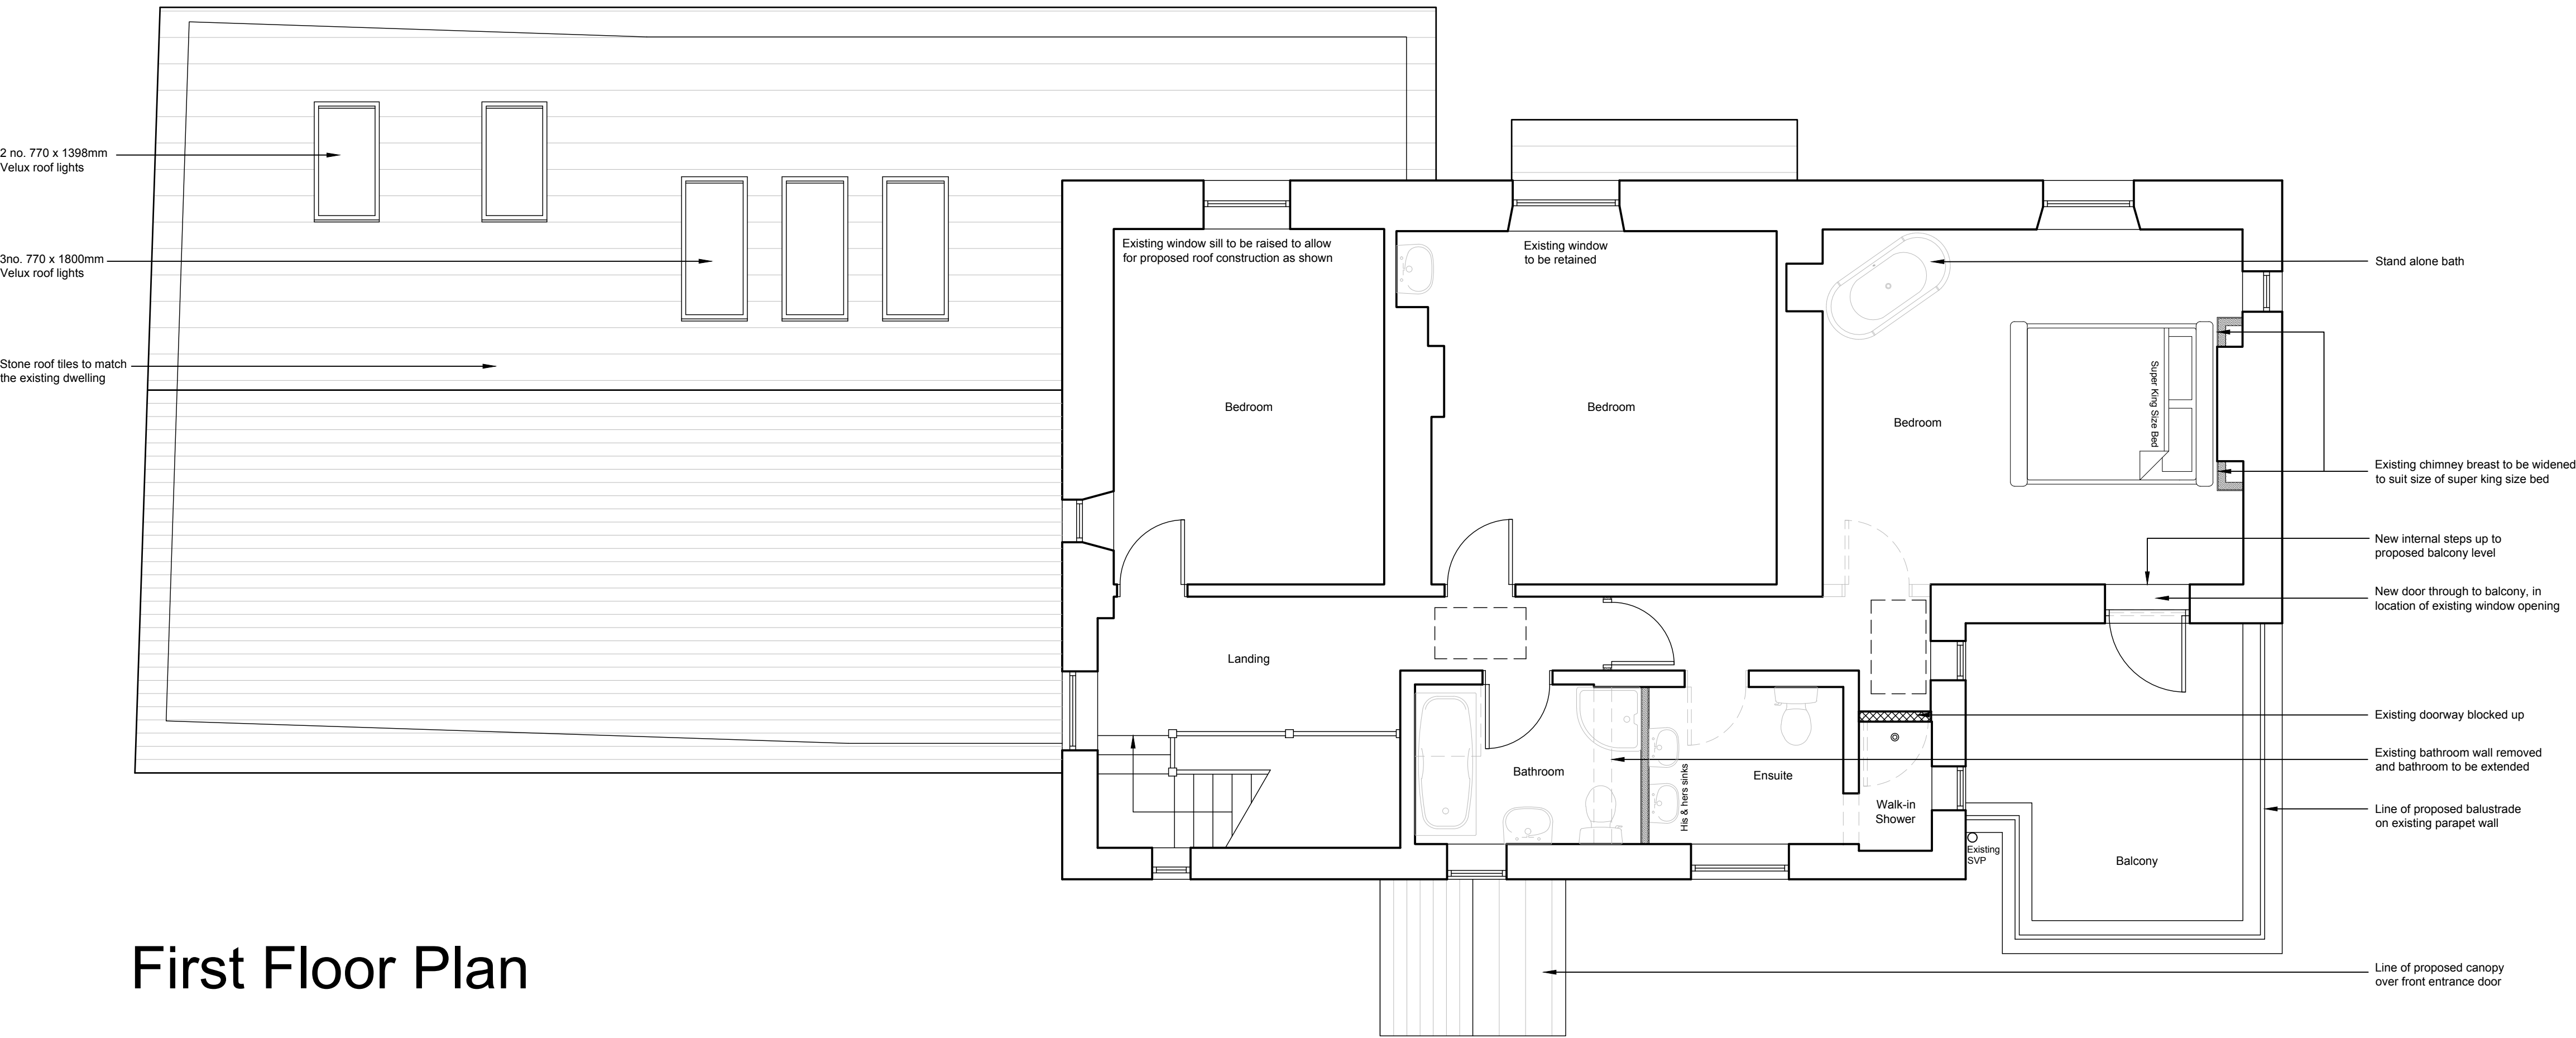 2 no. 770 x 1398mm
Velux roof lights
3no. 770 x 1800mm
Velux roof lights
Stone roof tiles to match
the existing dwelling
Existing window sill to be raised to allow
for proposed roof construction as shown
Existing window
to be retained
Bedroom
Bedroom
Bedroom
Super King Size Bed
Landing
Bathroom
His & hers sinks
Ensuite
Walk-in
Shower
Existing
SVP
Balcony
Stand alone bath
Existing chimney breast to be widened
to suit size of super king size bed
New internal steps up to
proposed balcony level
New door through to balcony, in
location of existing window opening
Existing doorway blocked up
Existing bathroom wall removed
and bathroom to be extended
Line of proposed balustrade
on existing parapet wall
Line of proposed canopy
over front entrance door
First Floor Plan